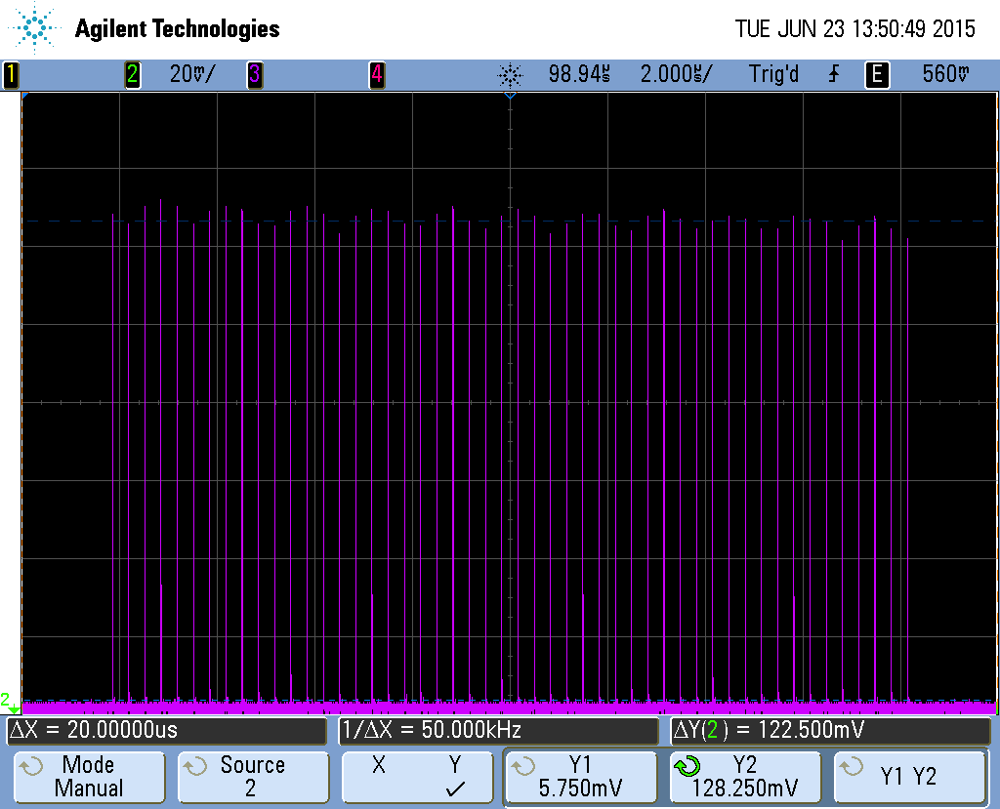 Agilent Technologies TUE JUN 23 13:50:49 2015
1 2 20mV/ 3 4 98.94us 2.000us/ Trig'd E 560mV
2
ΔX = 20.00000us 1/ΔX = 50.000kHz ΔY(2) = 122.500mV
Mode Source X Y Y1 Y2 Y1 Y2
Manual 2 ✓ 5.750mV 128.250mV